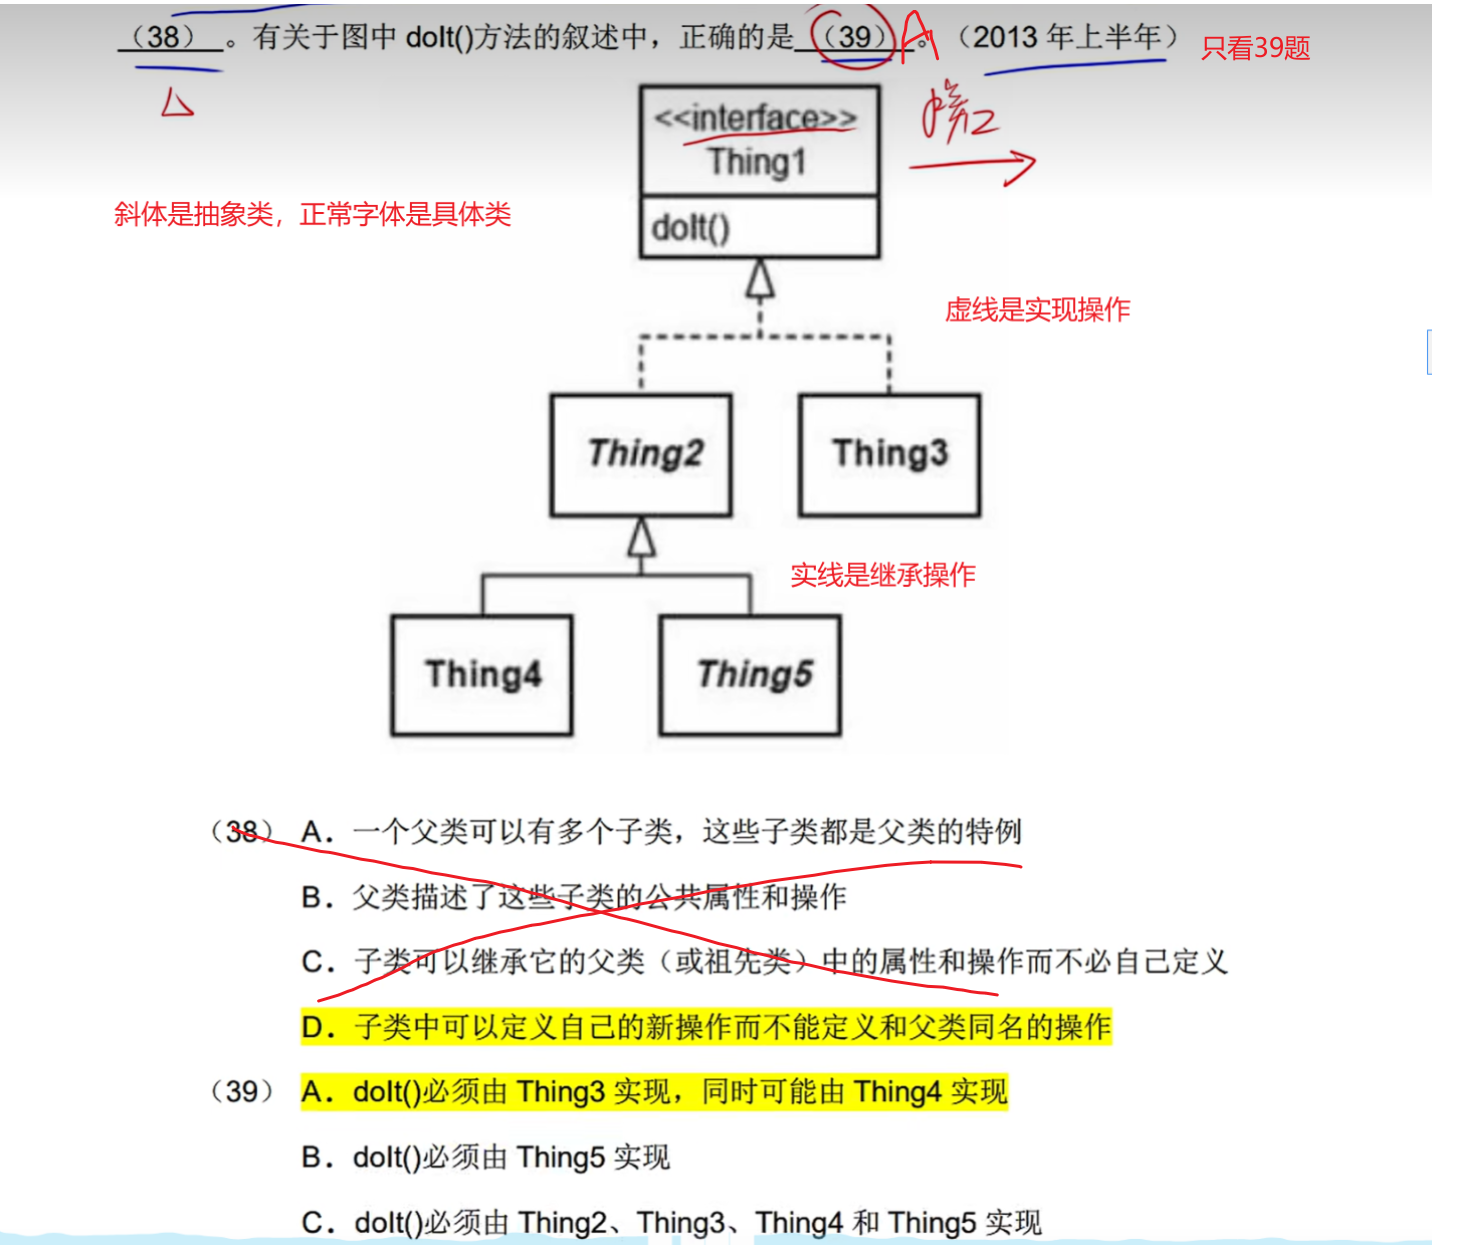 （38）。有关于图中 doIt()方法的叙述中，正确的是（39）A。（2013 年上半年） 只看39题
<<interface>>
Thing1
接口
斜体是抽象类，正常字体是具体类
doIt()
虚线是实现操作
Thing2 Thing3
实线是继承操作
Thing4 Thing5
（38） A． 一个父类可以有多个子类，这些子类都是父类的特例
B．父类描述了这些子类的公共属性和操作
C．子类可以继承它的父类（或祖先类）中的属性和操作而不必自己定义
D．子类中可以定义自己的新操作而不能定义和父类同名的操作
（39） A．doIt()必须由 Thing3 实现，同时可能由 Thing4 实现
B．doIt()必须由 Thing5 实现
C．doIt()必须由 Thing2、Thing3、Thing4 和 Thing5 实现